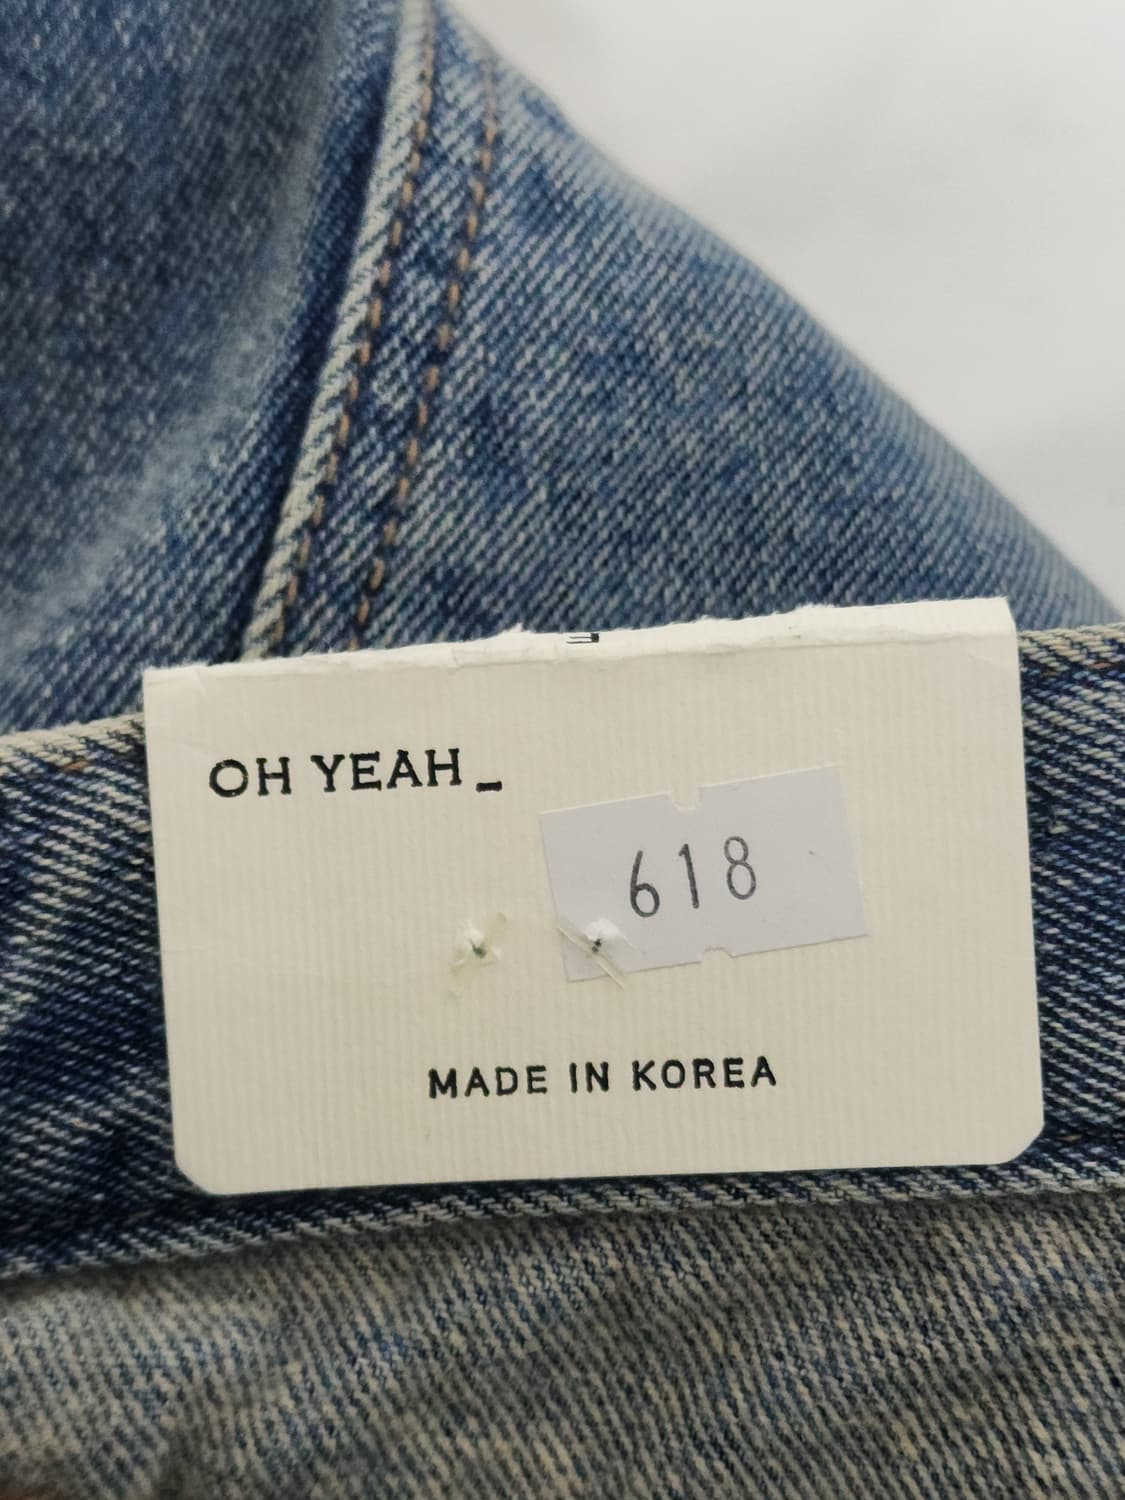 OH YEAH_
618
MADE IN KOREA